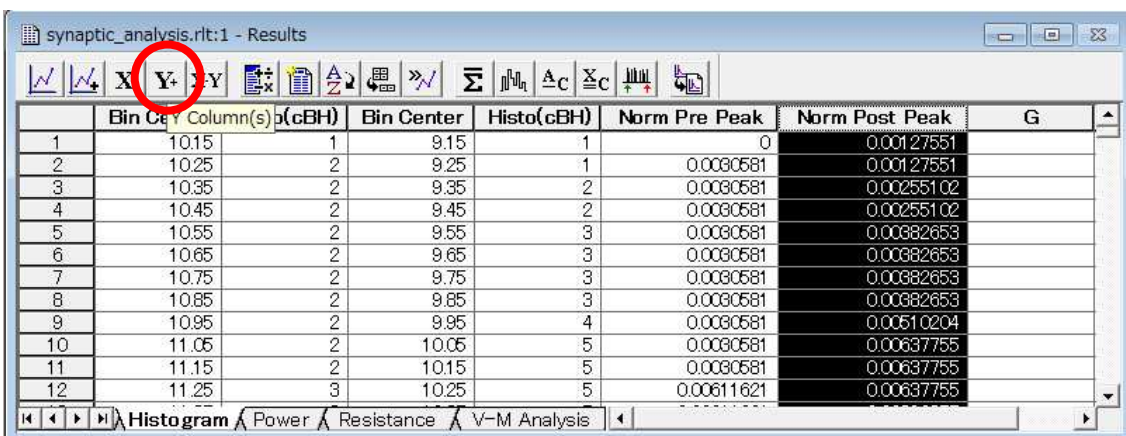 synaptic_analysis.rlt:1 - Results
X Y+ X-Y A Z Σ Ac Xc
Bin Ce Y Column(s) o(cBH) Bin Center Histo(cBH) Norm Pre Peak Norm Post Peak G
1 10.15 1 9.15 1 0 0.00127551
2 10.25 2 9.25 1 0.0030581 0.00127551
3 10.35 2 9.35 2 0.0030581 0.00255102
4 10.45 2 9.45 2 0.0030581 0.00255102
5 10.55 2 9.55 3 0.0030581 0.00382653
6 10.65 2 9.65 3 0.0030581 0.00382653
7 10.75 2 9.75 3 0.0030581 0.00382653
8 10.85 2 9.85 3 0.0030581 0.00382653
9 10.95 2 9.95 4 0.0030581 0.00510204
10 11.05 2 10.05 5 0.0030581 0.00637755
11 11.15 2 10.15 5 0.0030581 0.00637755
12 11.25 3 10.25 5 0.00611621 0.00637755
Histogram Power Resistance V-M Analysis